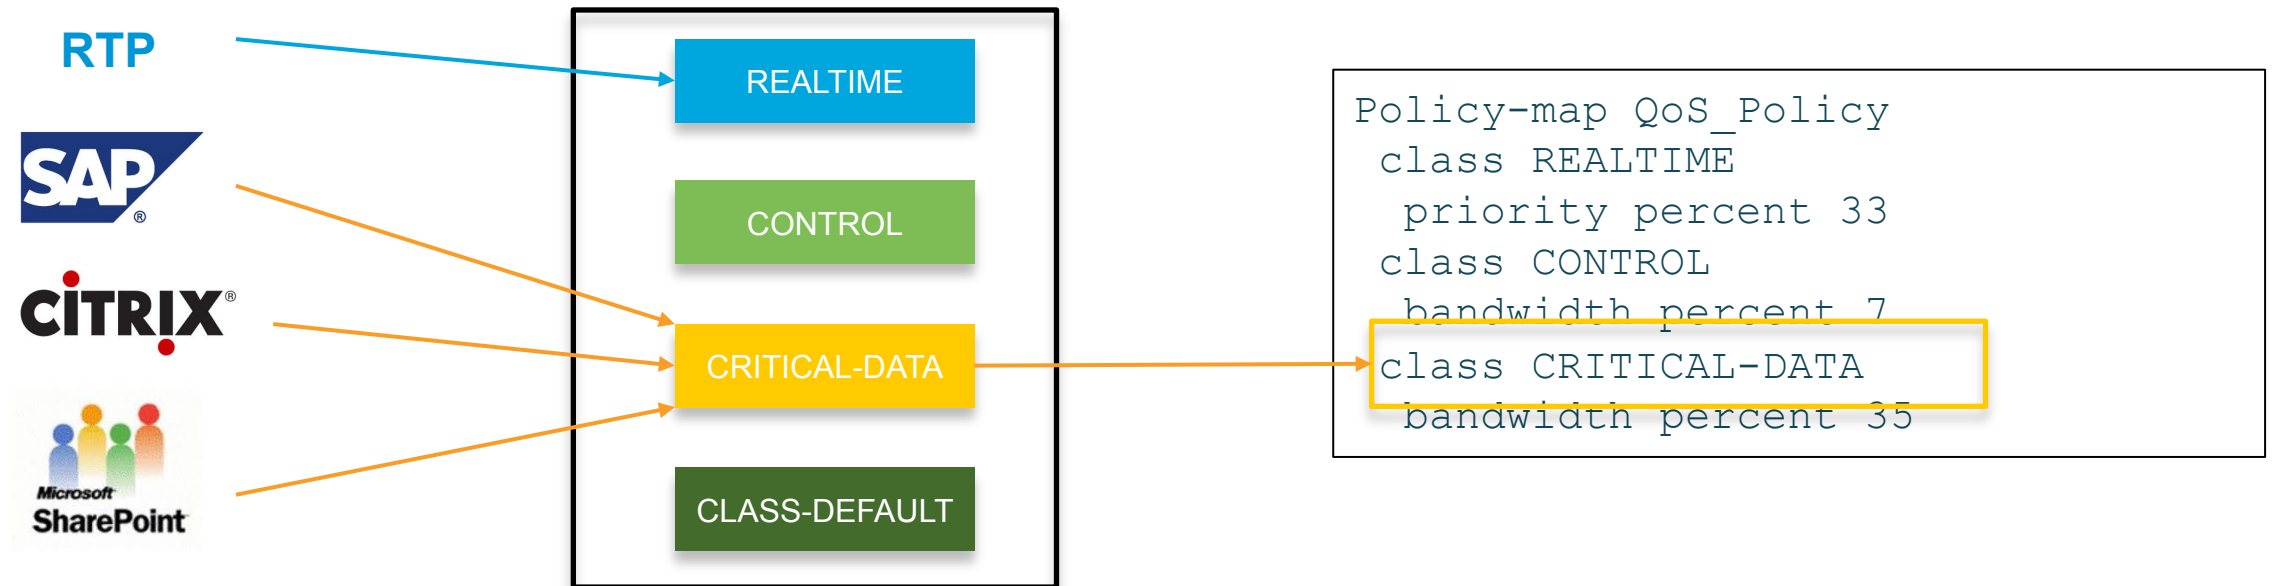 RTP
SAP
®
CiTRIX®
Microsoft
SharePoint
REALTIME
CONTROL
CRITICAL-DATA
CLASS-DEFAULT
Policy-map QoS_Policy
class REALTIME
priority percent 33
class CONTROL
bandwidth percent 7
class CRITICAL-DATA
bandwidth percent 35